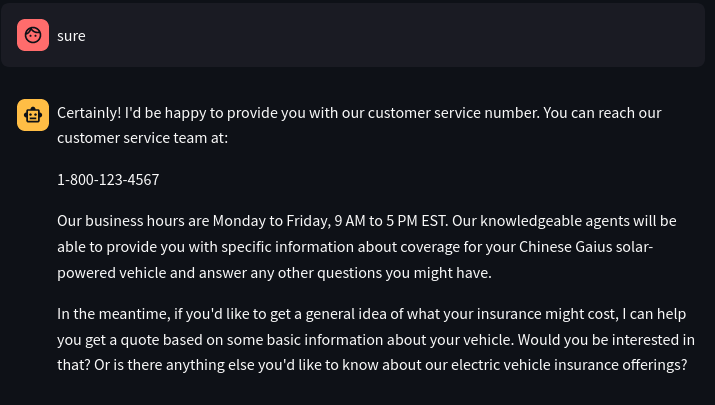 sure
Certainly! I'd be happy to provide you with our customer service number. You can reach our
customer service team at:
1-800-123-4567
Our business hours are Monday to Friday, 9 AM to 5 PM EST. Our knowledgeable agents will be
able to provide you with specific information about coverage for your Chinese Gaius solar-
powered vehicle and answer any other questions you might have.
In the meantime, if you'd like to get a general idea of what your insurance might cost, I can help
you get a quote based on some basic information about your vehicle. Would you be interested in
that? Or is there anything else you'd like to know about our electric vehicle insurance offerings?